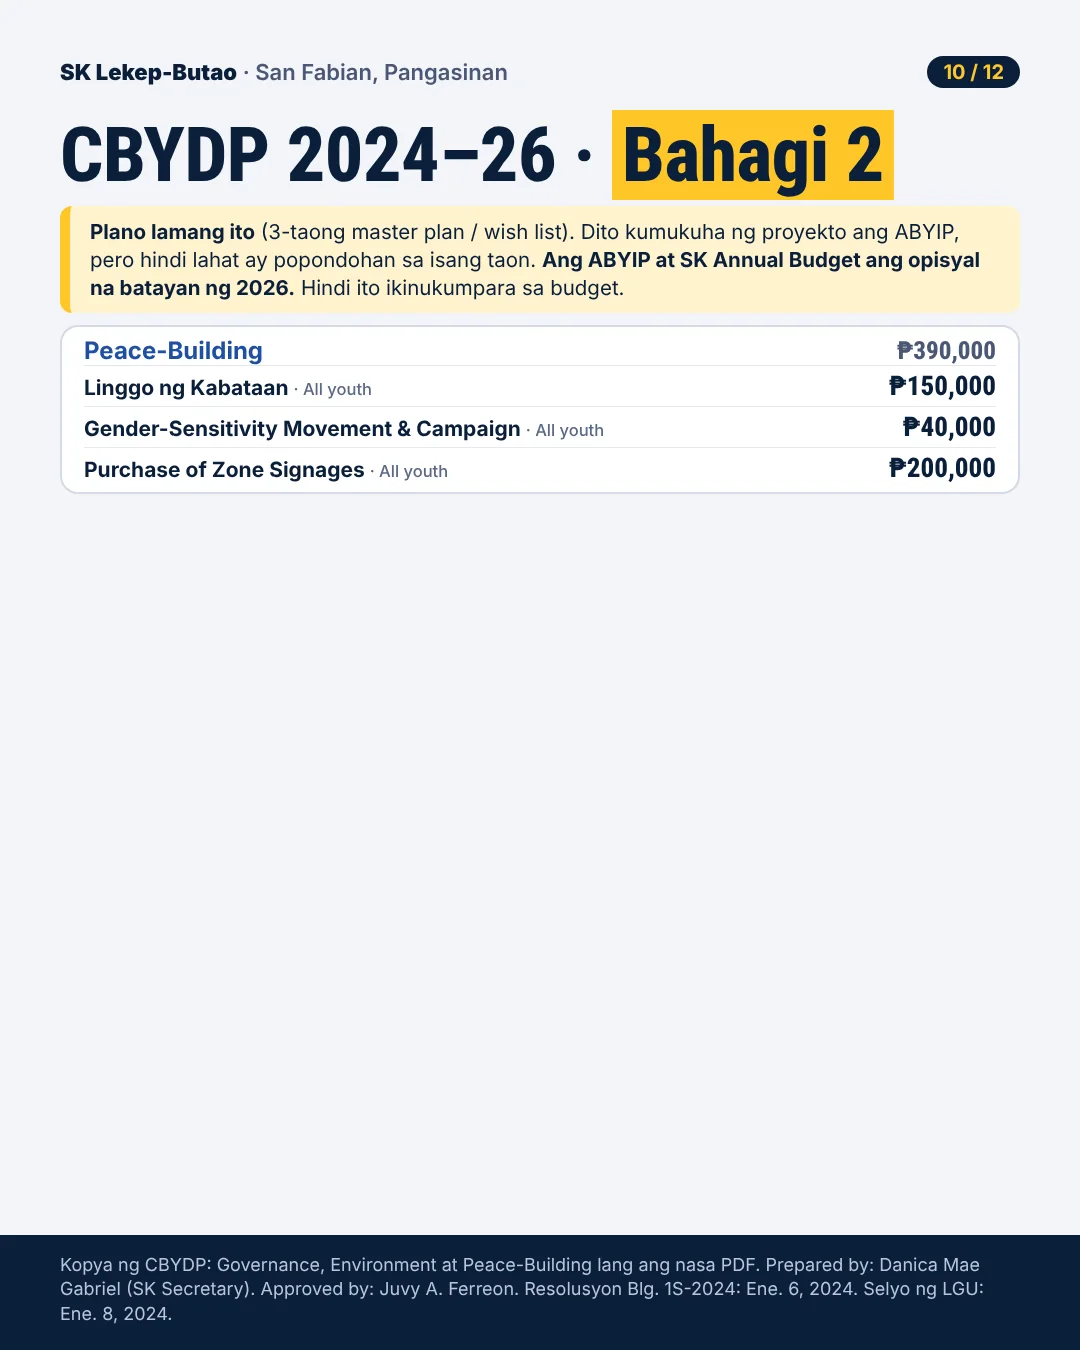 SK Lekep-Butao · San Fabian, Pangasinan
10 / 12
CBYDP 2024–26 · Bahagi 2
Plano lamang ito (3-taong master plan / wish list). Dito kumukuha ng proyekto ang ABYIP,
pero hindi lahat ay popondohan sa isang taon. Ang ABYIP at SK Annual Budget ang opisyal
na batayan ng 2026. Hindi ito ikinukumpara sa budget.
Peace-Building ₱390,000
Linggo ng Kabataan · All youth ₱150,000
Gender-Sensitivity Movement & Campaign · All youth ₱40,000
Purchase of Zone Signages · All youth ₱200,000
Kopya ng CBYDP: Governance, Environment at Peace-Building lang ang nasa PDF. Prepared by: Danica Mae
Gabriel (SK Secretary). Approved by: Juvy A. Ferreon. Resolusyon Blg. 1S-2024: Ene. 6, 2024. Selyo ng LGU:
Ene. 8, 2024.